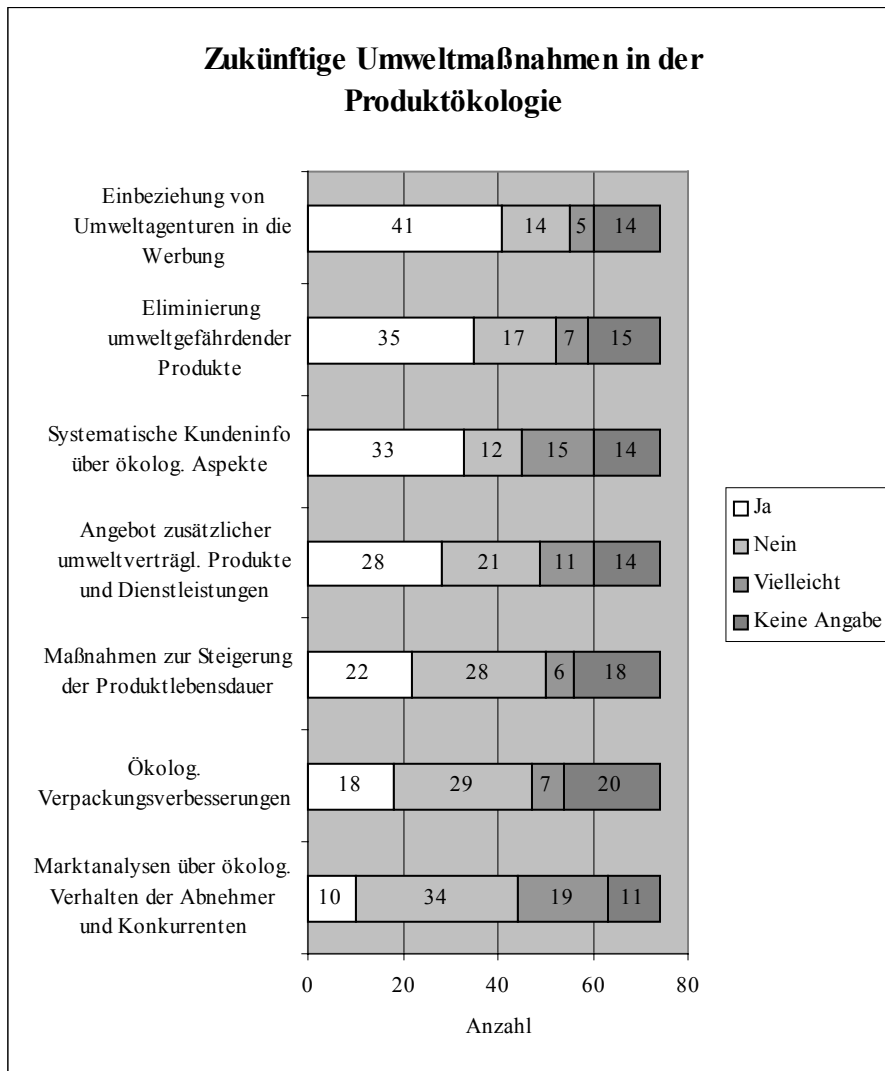 Zukünftige Umweltmaßnahmen in der
Produktökologie
Einbeziehung von
Umweltagenturen in die
Werbung
41 14 5 14
Eliminierung
umweltgefährdender
Produkte
35 17 7 15
Systematische Kundeninfo
über ökolog. Aspekte
33 12 15 14
Angebot zusätzlicher
umweltverträgl. Produkte
und Dienstleistungen
28 21 11 14
Maßnahmen zur Steigerung
der Produktlebensdauer
22 28 6 18
Ökolog.
Verpackungsverbesserungen
18 29 7 20
Marktanalysen über ökolog.
Verhalten der Abnehmer
und Konkurrenten
10 34 19 11
0 20 40 60 80
Anzahl
Ja
Nein
Vielleicht
Keine Angabe